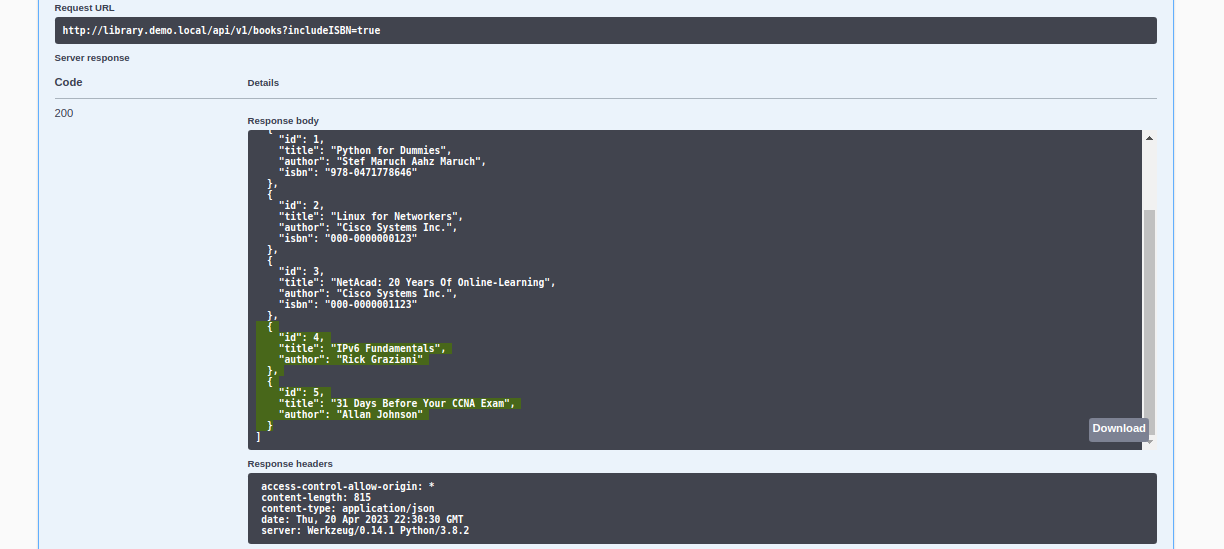 Request URL
http://library.demo.local/api/v1/books?includeISBN=true
Server response
Code Details
200
Response body
{
"id": 1,
"title": "Python for Dummies",
"author": "Stef Maruch Aahz Maruch",
"isbn": "978-0471778646"
},
{
"id": 2,
"title": "Linux for Networkers",
"author": "Cisco Systems Inc.",
"isbn": "000-0000000123"
},
{
"id": 3,
"title": "NetAcad: 20 Years Of Online-Learning",
"author": "Cisco Systems Inc.",
"isbn": "000-0000001123"
},
{
"id": 4,
"title": "IPv6 Fundamentals",
"author": "Rick Graziani"
},
{
"id": 5,
"title": "31 Days Before Your CCNA Exam",
"author": "Allan Johnson"
}
]
Download
Response headers
access-control-allow-origin: *
content-length: 815
content-type: application/json
date: Thu, 20 Apr 2023 22:30:30 GMT
server: Werkzeug/0.14.1 Python/3.8.2